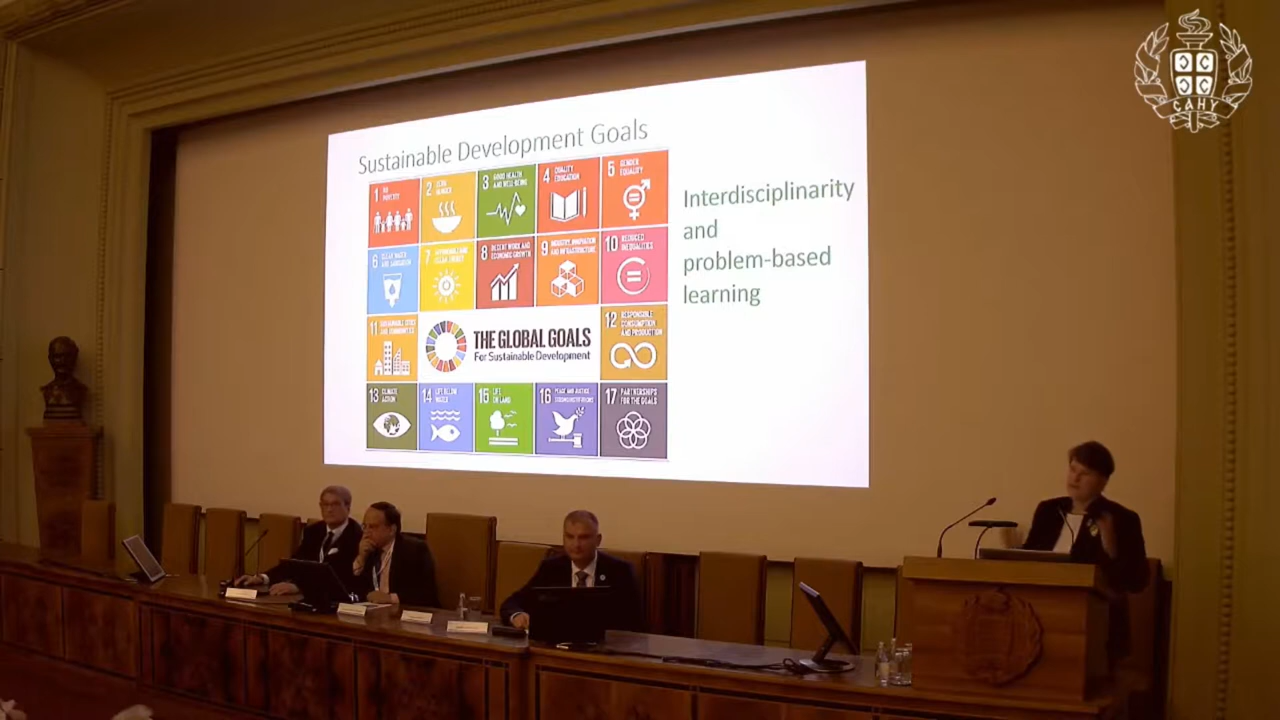 САНУ
Sustainable Development Goals
1 NO
POVERTY
2 ZERO
HUNGER
3 GOOD HEALTH
AND WELL-BEING
4 QUALITY
EDUCATION
5 GENDER
EQUALITY
6 CLEAN WATER
AND SANITATION
7 AFFORDABLE AND
CLEAN ENERGY
8 DECENT WORK AND
ECONOMIC GROWTH
9 INDUSTRY, INNOVATION
AND INFRASTRUCTURE
10 REDUCED
INEQUALITIES
11 SUSTAINABLE CITIES
AND COMMUNITIES
THE GLOBAL GOALS
For Sustainable Development
12 RESPONSIBLE
CONSUMPTION
AND PRODUCTION
13 CLIMATE
ACTION
14 LIFE BELOW
WATER
15 LIFE
ON LAND
16 PEACE AND JUSTICE
17 PARTNERSHIPS
FOR THE GOALS
Interdisciplinarity
and
problem-based
learning